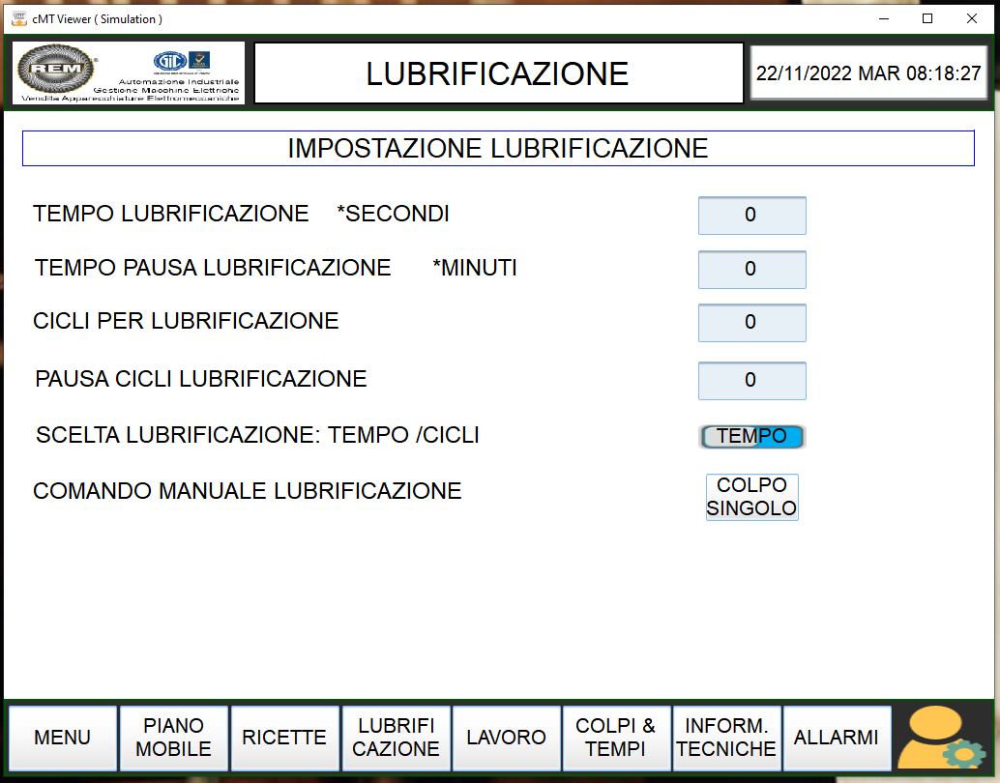 cMT Viewer ( Simulation )
REM
GIC
Automazione Industriale
Gestione Macchine Elettriche
Vendita Apparecchiature Elettromeccaniche
LUBRIFICAZIONE
22/11/2022 MAR 08:18:27
IMPOSTAZIONE LUBRIFICAZIONE
TEMPO LUBRIFICAZIONE *SECONDI 0
TEMPO PAUSA LUBRIFICAZIONE *MINUTI 0
CICLI PER LUBRIFICAZIONE 0
PAUSA CICLI LUBRIFICAZIONE 0
SCELTA LUBRIFICAZIONE: TEMPO /CICLI TEMPO
COMANDO MANUALE LUBRIFICAZIONE
COLPO
SINGOLO
MENU
PIANO
MOBILE
RICETTE
LUBRIFI
CAZIONE
LAVORO
COLPI &
TEMPI
INFORM.
TECNICHE
ALLARMI